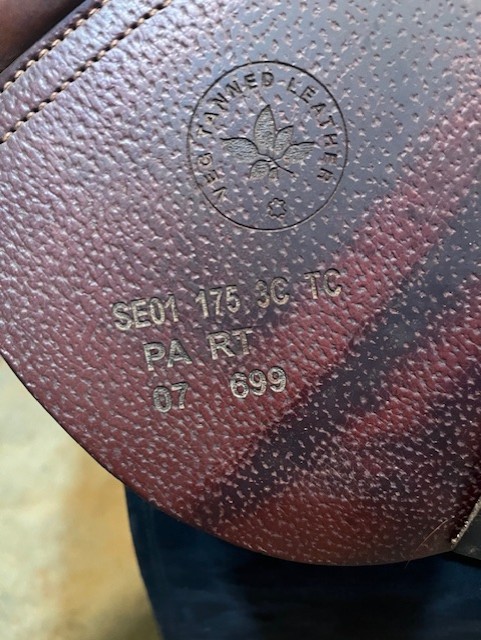 VEG TANNED LEATHER
SE01 175 3C TC
PA RT
07 699